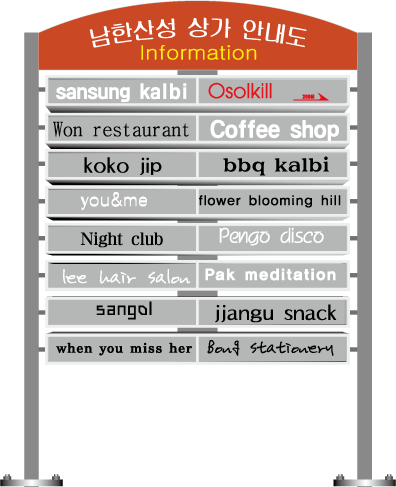 남한산성 상가 안내도
Information
sansung kalbi Osolkill 200M
Won restaurant Coffee shop
koko jip bbq kalbi
you&me flower blooming hill
Night club Pengo disco
lee hair salon Pak meditation
sangol jjangu snack
when you miss her Bong stationery